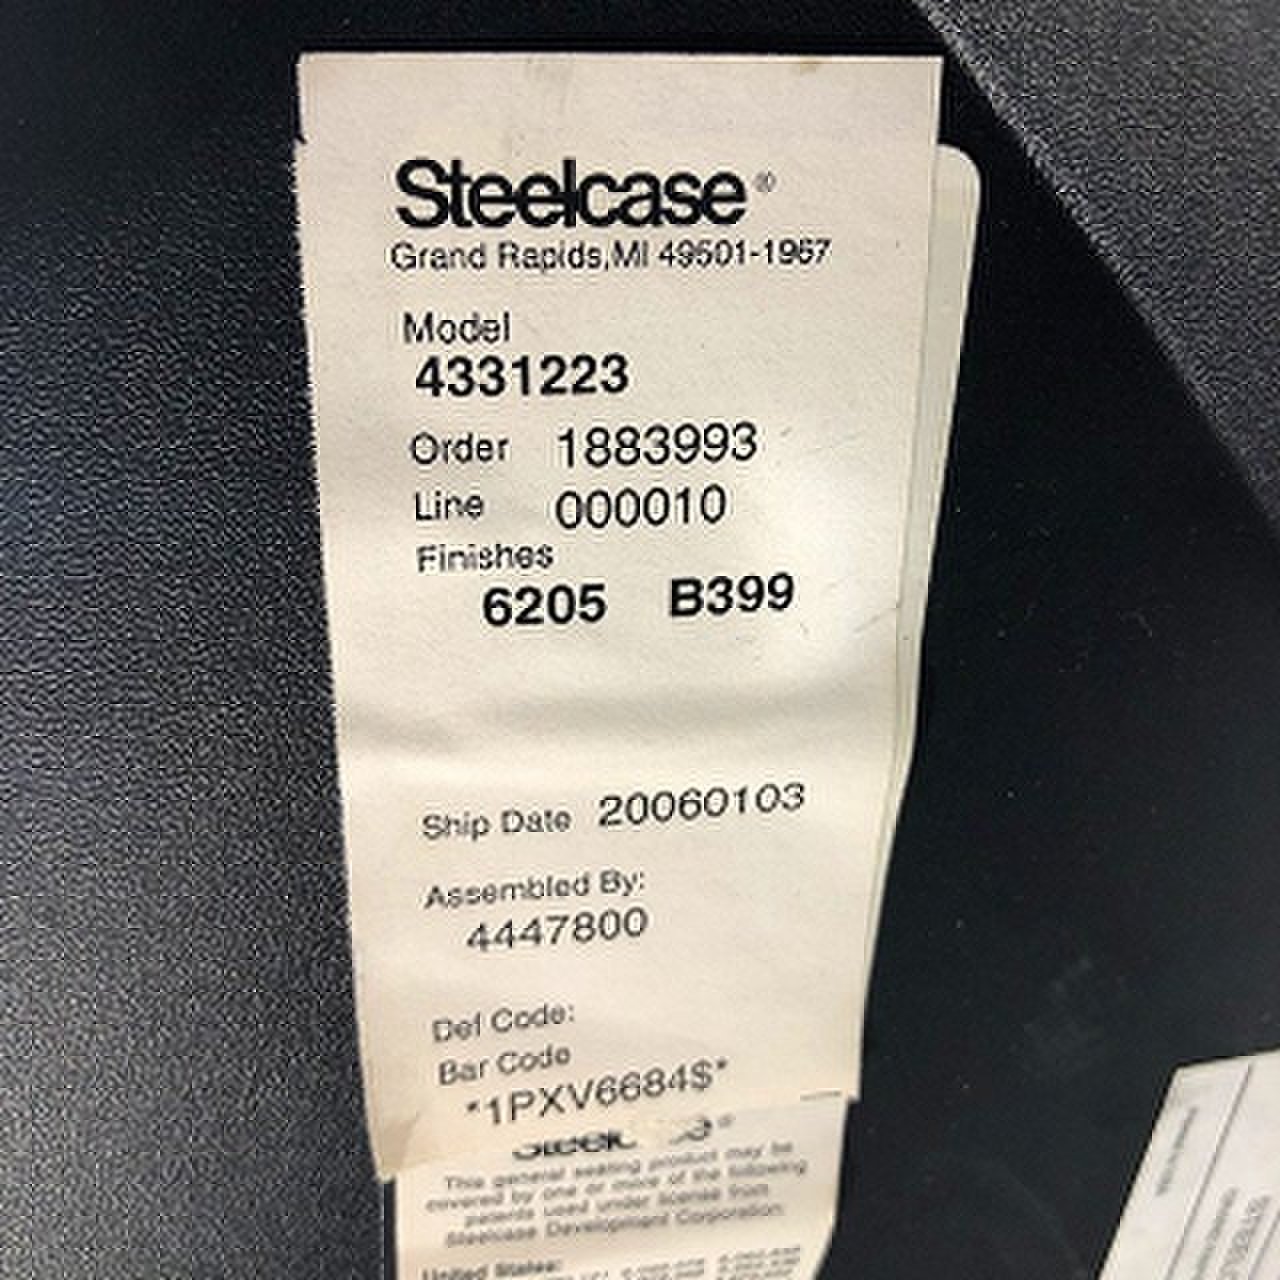 Steelcase®
Grand Rapids,MI 49501-1967
Model
4331223
Order 1883993
Line 000010
Finishes
6205 B399
Ship Date 20060103
Assembled By:
4447800
Def Code:
Bar Code
*1PXV6684$*
This general seating product may be
covered by one or more of the following
patents used under license from
Steelcase Development Corporation.
United States: